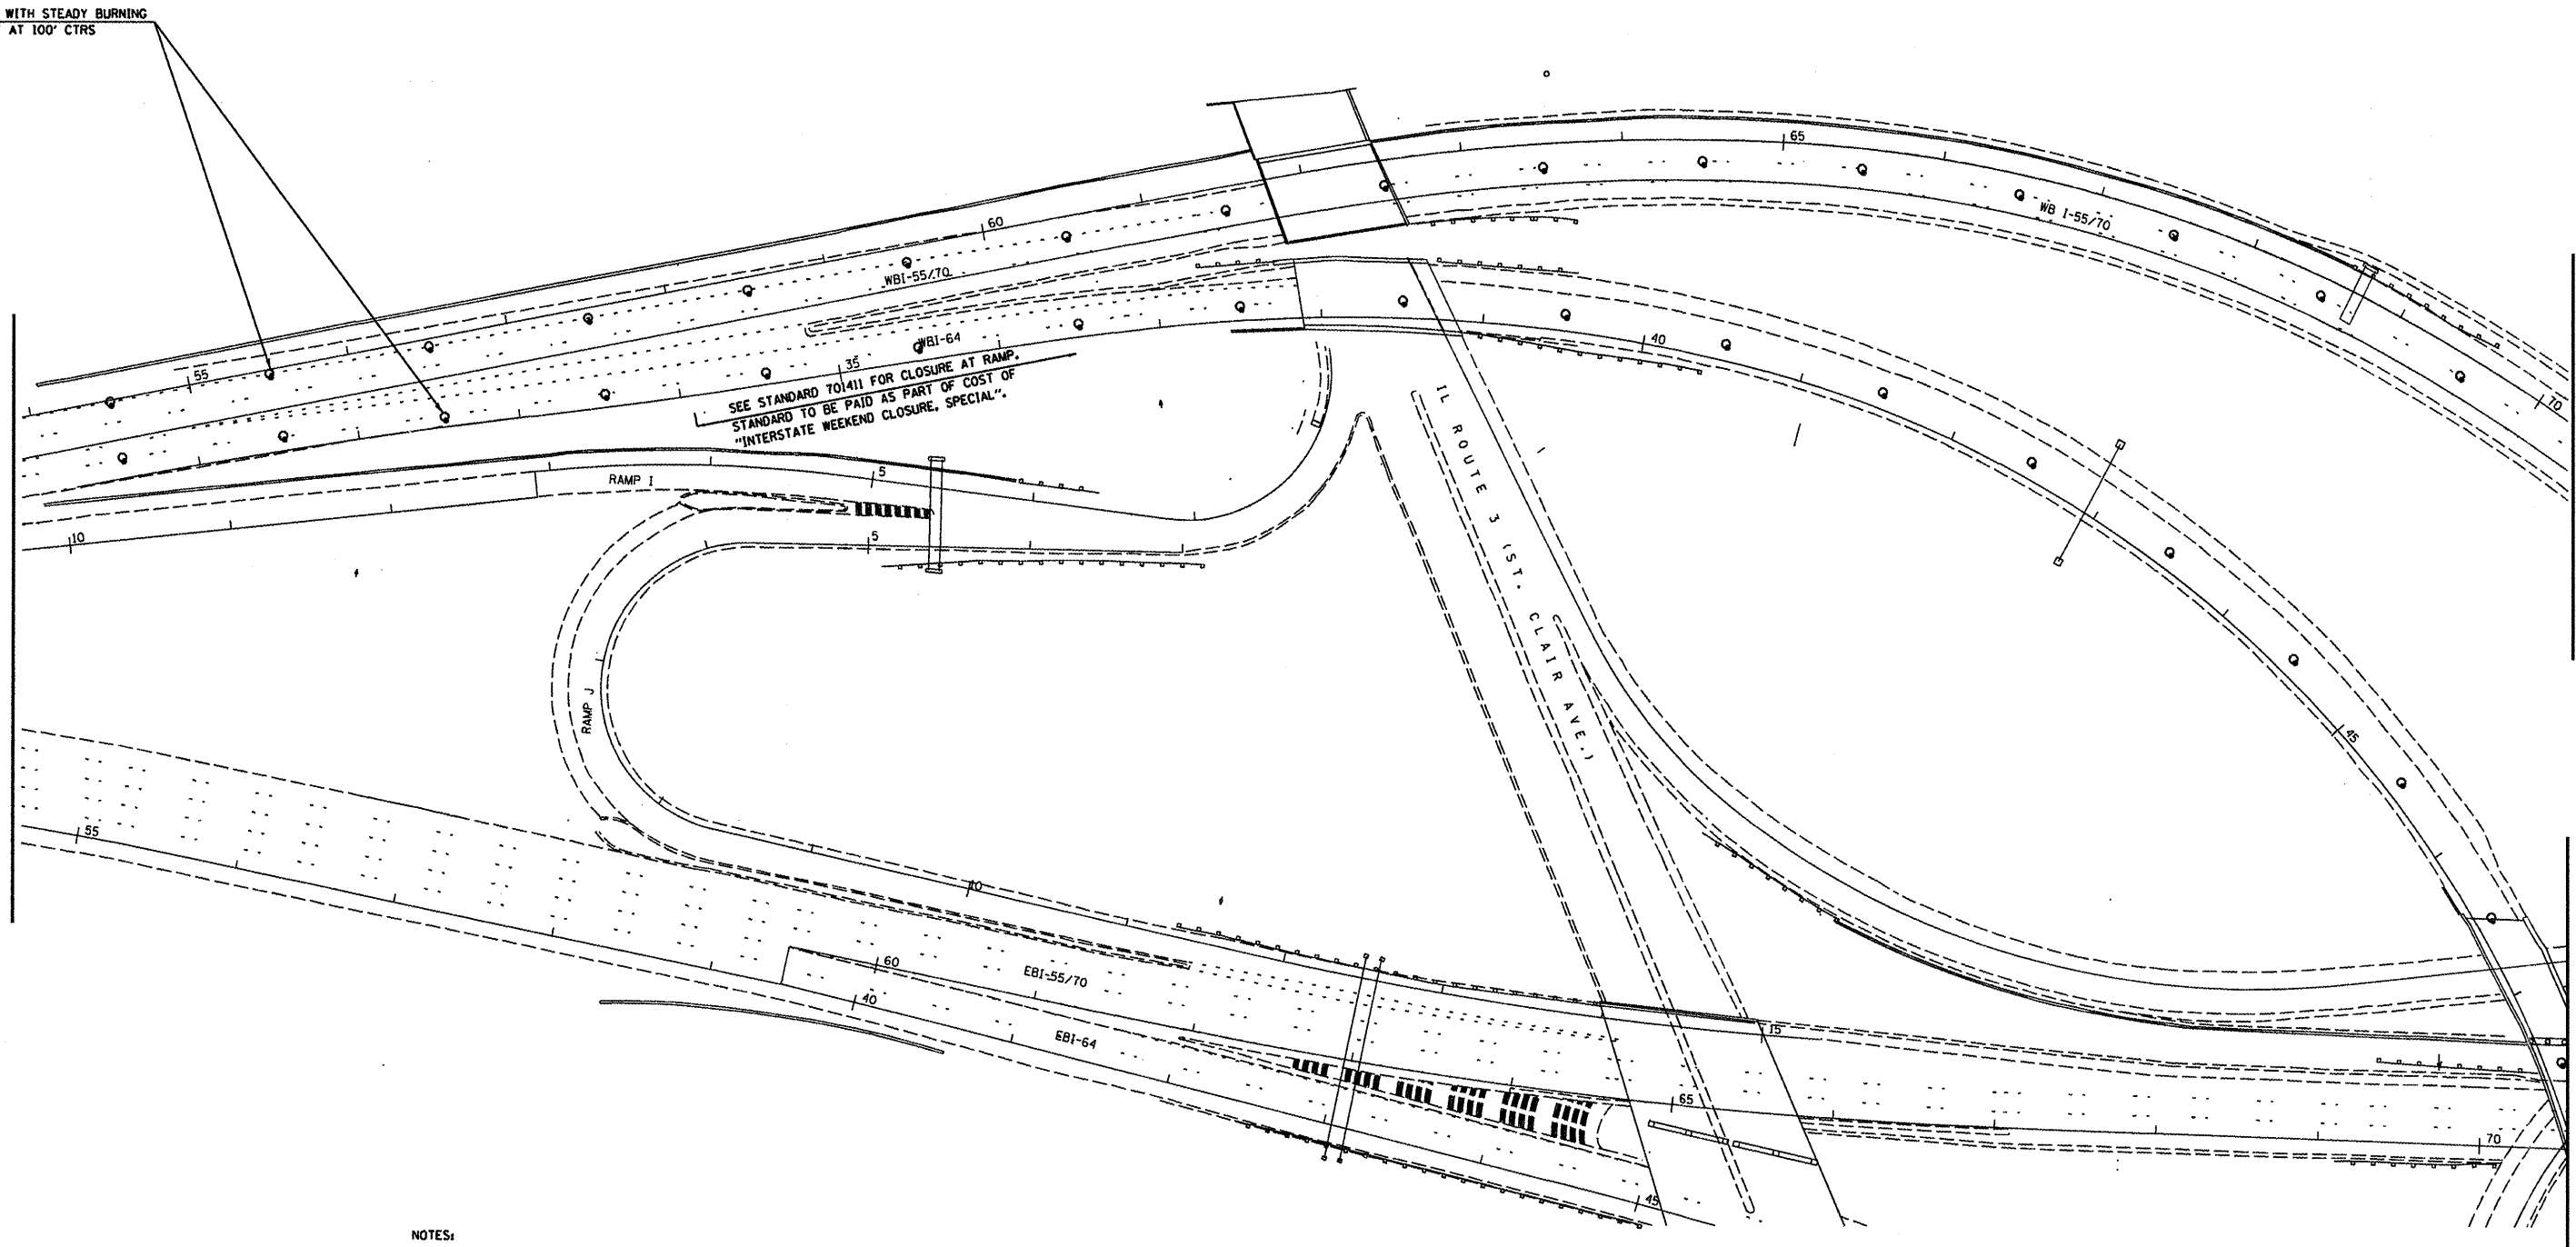 WITH STEADY BURNING
AT 100' CTRS
65
60
WB I-55/70
WBI-55/70
WBI-64
55
35
40
SEE STANDARD 701411 FOR CLOSURE AT RAMP.
STANDARD TO BE PAID AS PART OF COST OF
"INTERSTATE WEEKEND CLOSURE, SPECIAL".
70
IL ROUTE 3 (ST. CLAIR AVE.)
5
RAMP I
10
5
RAMP J
45
55
10
60
EBI-55/70
40
EBI-64
15
65
70
45
NOTES: